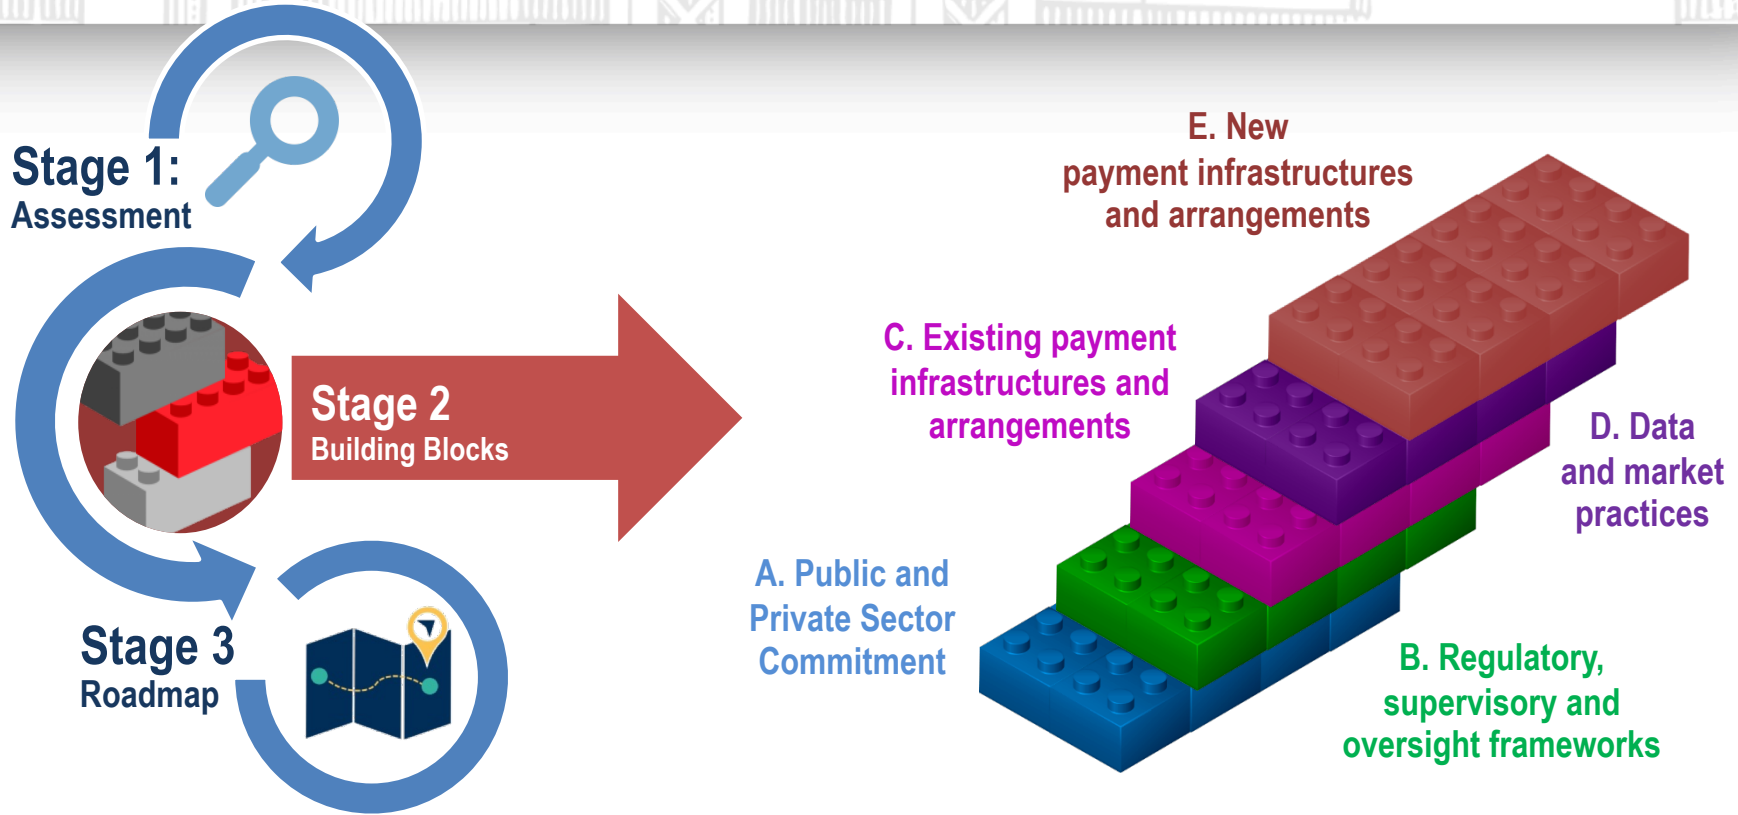 Stage 1:
Assessment
Stage 2
Building Blocks
Stage 3
Roadmap
E. New
payment infrastructures
and arrangements
C. Existing payment
infrastructures and
arrangements
D. Data
and market
practices
A. Public and
Private Sector
Commitment
B. Regulatory,
supervisory and
oversight frameworks